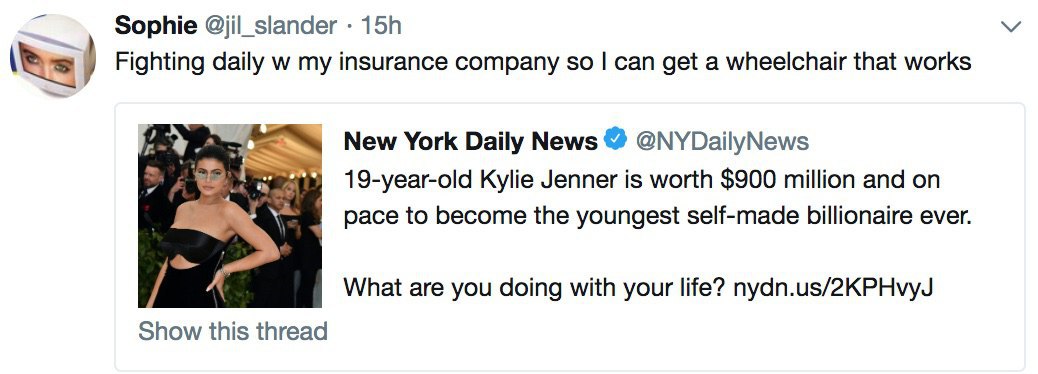 Sophie @jil_slander · 15h
Fighting daily w my insurance company so I can get a wheelchair that works
New York Daily News @NYDailyNews
19-year-old Kylie Jenner is worth $900 million and on
pace to become the youngest self-made billionaire ever.
What are you doing with your life? nydn.us/2KPHvyJ
Show this thread